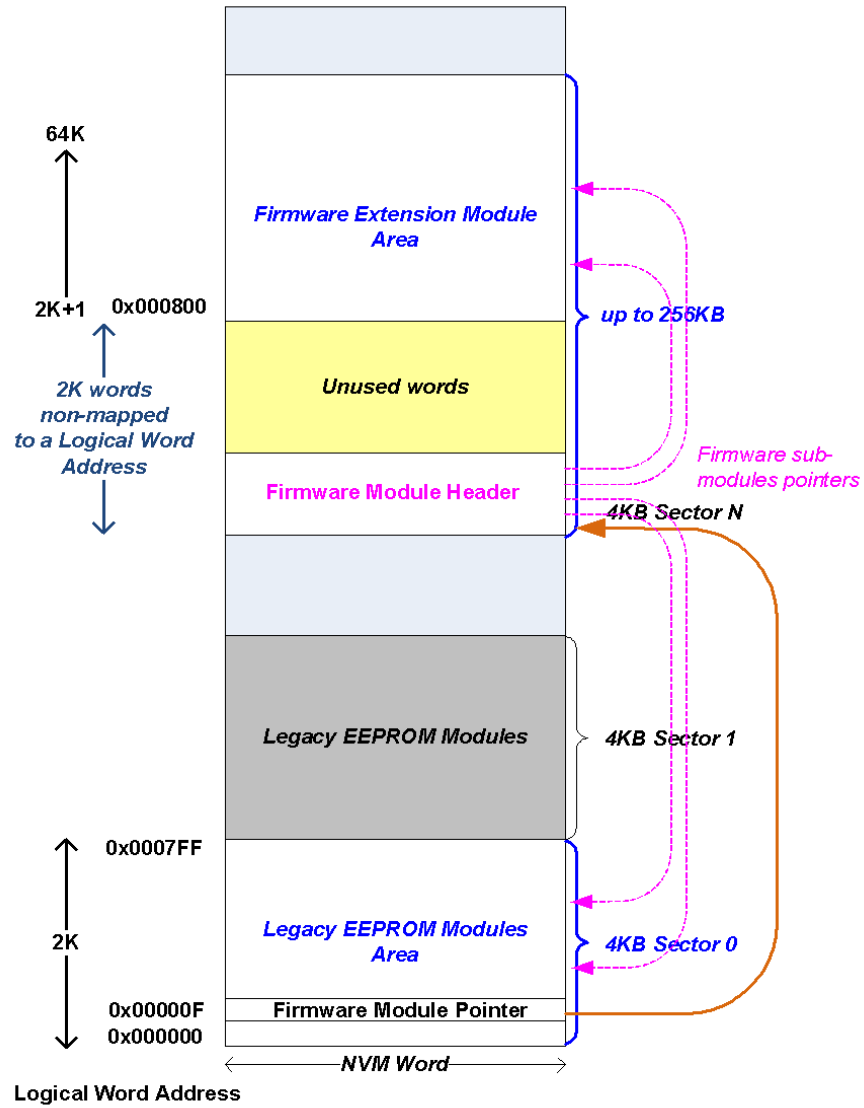 64K
Firmware Extension Module
Area
2K+1
0x000800
up to 256KB
2K words
non-mapped
to a Logical Word
Address
Unused words
Firmware sub-
modules pointers
Firmware Module Header
4KB Sector N
Legacy EEPROM Modules
4KB Sector 1
0x0007FF
2K
Legacy EEPROM Modules
Area
4KB Sector 0
0x00000F
Firmware Module Pointer
0x000000
NVM Word
Logical Word Address